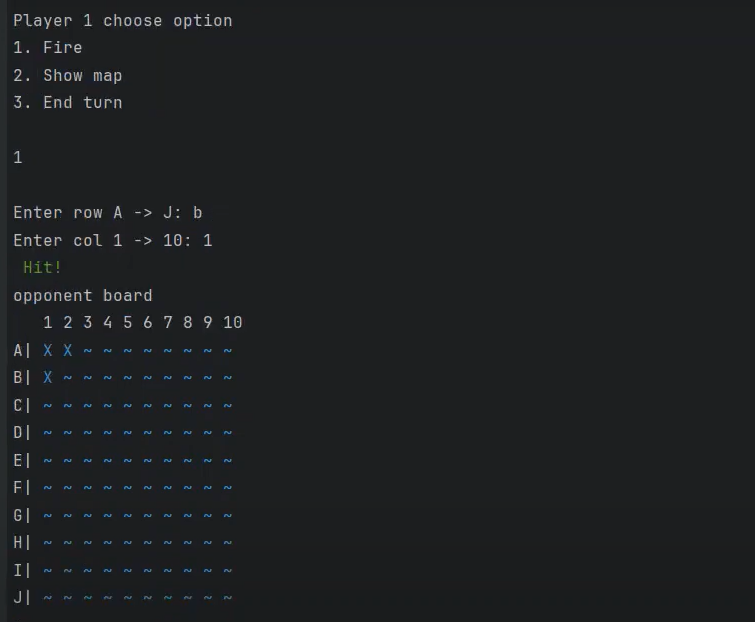 Player 1 choose option
1. Fire
2. Show map
3. End turn
1
Enter row A -> J: b
Enter col 1 -> 10: 1
Hit!
opponent board
1 2 3 4 5 6 7 8 9 10
A| X X ~ ~ ~ ~ ~ ~ ~ ~
B| X ~ ~ ~ ~ ~ ~ ~ ~ ~
C| ~ ~ ~ ~ ~ ~ ~ ~ ~ ~
D| ~ ~ ~ ~ ~ ~ ~ ~ ~ ~
E| ~ ~ ~ ~ ~ ~ ~ ~ ~ ~
F| ~ ~ ~ ~ ~ ~ ~ ~ ~ ~
G| ~ ~ ~ ~ ~ ~ ~ ~ ~ ~
H| ~ ~ ~ ~ ~ ~ ~ ~ ~ ~
I| ~ ~ ~ ~ ~ ~ ~ ~ ~ ~
J| ~ ~ ~ ~ ~ ~ ~ ~ ~ ~